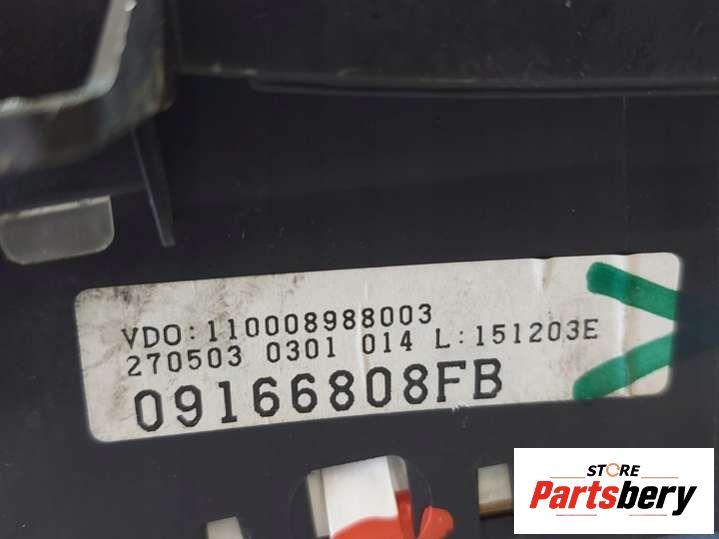 VDO:110008988003
270503 0301 014 L:151203E
09166808FB
STORE
Partsbery